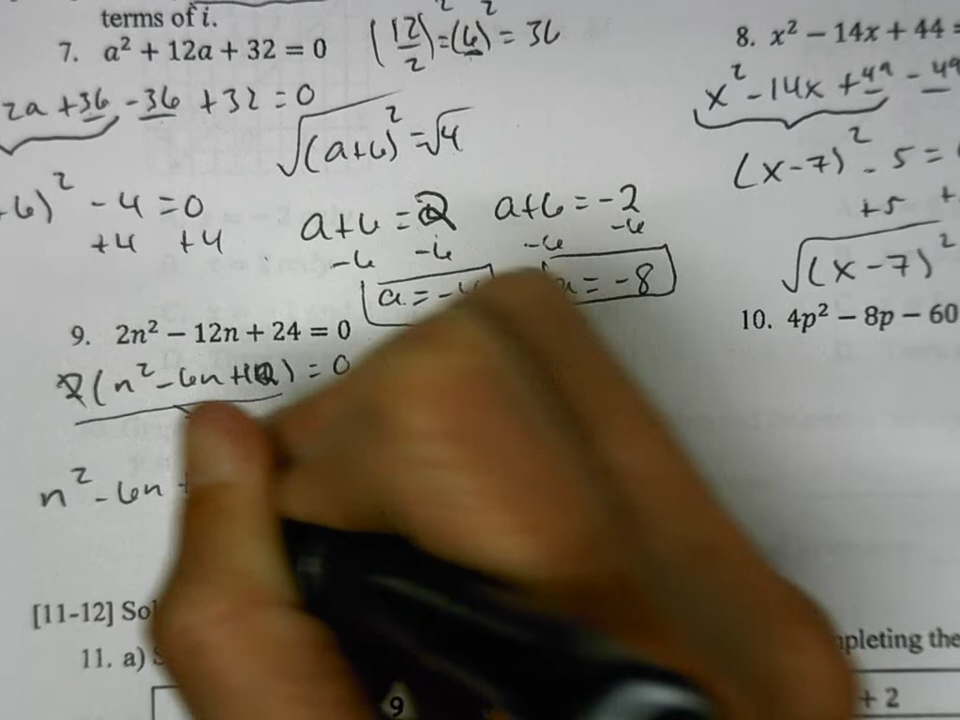 terms of i.
7. a² + 12a + 32 = 0
(12/2)² = (6)² = 36
8. x² − 14x + 44 =
2a + 36 - 36 + 32 = 0
x² - 14x + 49 - 49
√(a+6)² = √4
+6)² - 4 = 0
+4 +4
(x-7)² - 5 =
+5 +
a+6 = 2 a+6 = -2
-6 -6 -6 -6
√(x-7)²
a = -8
9. 2n² − 12n + 24 = 0
10. 4p² − 8p − 60
2(n² - 6n + 12) = 0
n² - 6n +
[11-12] Sol
11. a)
mpleting the
+ 2
9